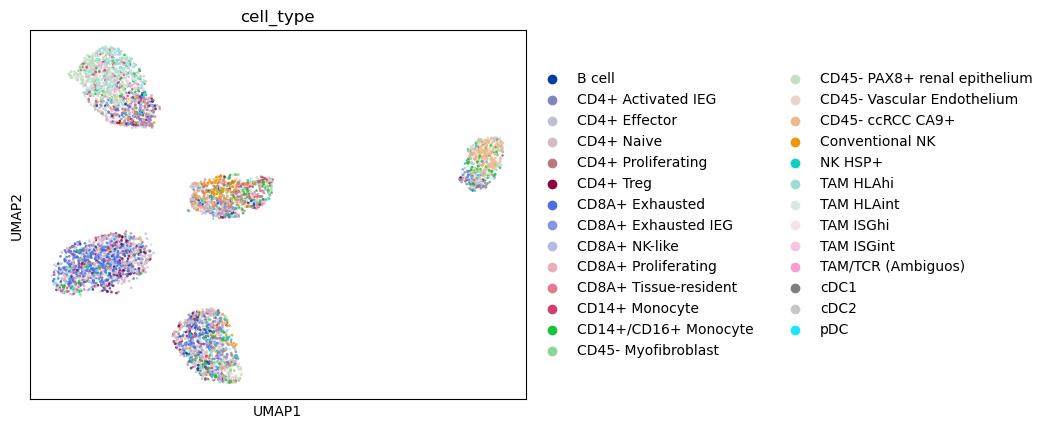 cell_type
UMAP2
UMAP1
B cell
CD4+ Activated IEG
CD4+ Effector
CD4+ Naive
CD4+ Proliferating
CD4+ Treg
CD8A+ Exhausted
CD8A+ Exhausted IEG
CD8A+ NK-like
CD8A+ Proliferating
CD8A+ Tissue-resident
CD14+ Monocyte
CD14+/CD16+ Monocyte
CD45- Myofibroblast
CD45- PAX8+ renal epithelium
CD45- Vascular Endothelium
CD45- ccRCC CA9+
Conventional NK
NK HSP+
TAM HLAhi
TAM HLAint
TAM ISGhi
TAM ISGint
TAM/TCR (Ambiguos)
cDC1
cDC2
pDC